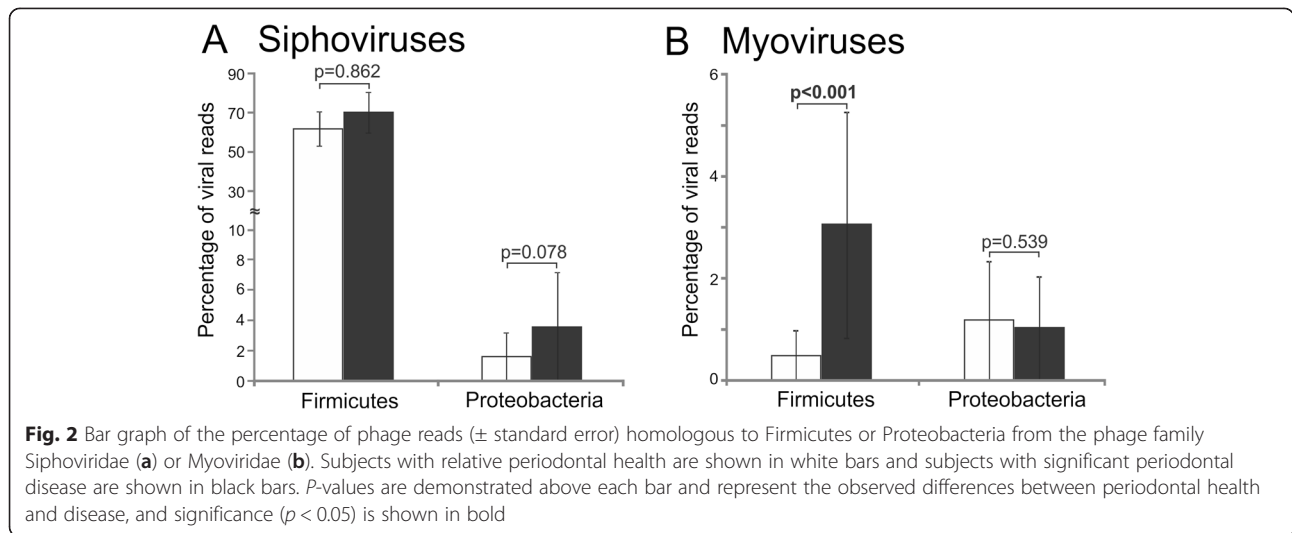 A Siphoviruses
Percentage of viral reads
90
70
50
30
≈
10
8
6
4
2
0
p=0.862
p=0.078
Firmicutes
Proteobacteria
B Myoviruses
Percentage of viral reads
6
4
2
0
p<0.001
p=0.539
Firmicutes
Proteobacteria
Fig. 2 Bar graph of the percentage of phage reads (± standard error) homologous to Firmicutes or Proteobacteria from the phage family
Siphoviridae (a) or Myoviridae (b). Subjects with relative periodontal health are shown in white bars and subjects with significant periodontal
disease are shown in black bars. P-values are demonstrated above each bar and represent the observed differences between periodontal health
and disease, and significance (p < 0.05) is shown in bold